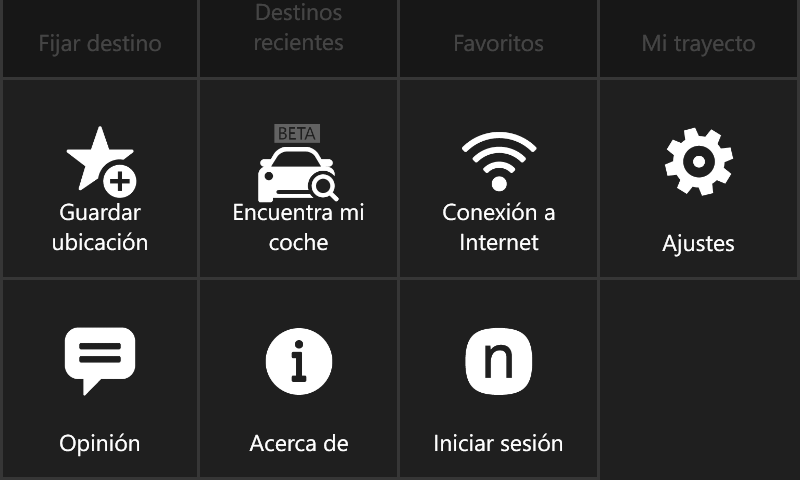 Fijar destino
Destinos
recientes
Favoritos
Mi trayecto
Guardar
ubicación
BETA
Encuentra mi
coche
Conexión a
Internet
Ajustes
Opinión
Acerca de
n
Iniciar sesión